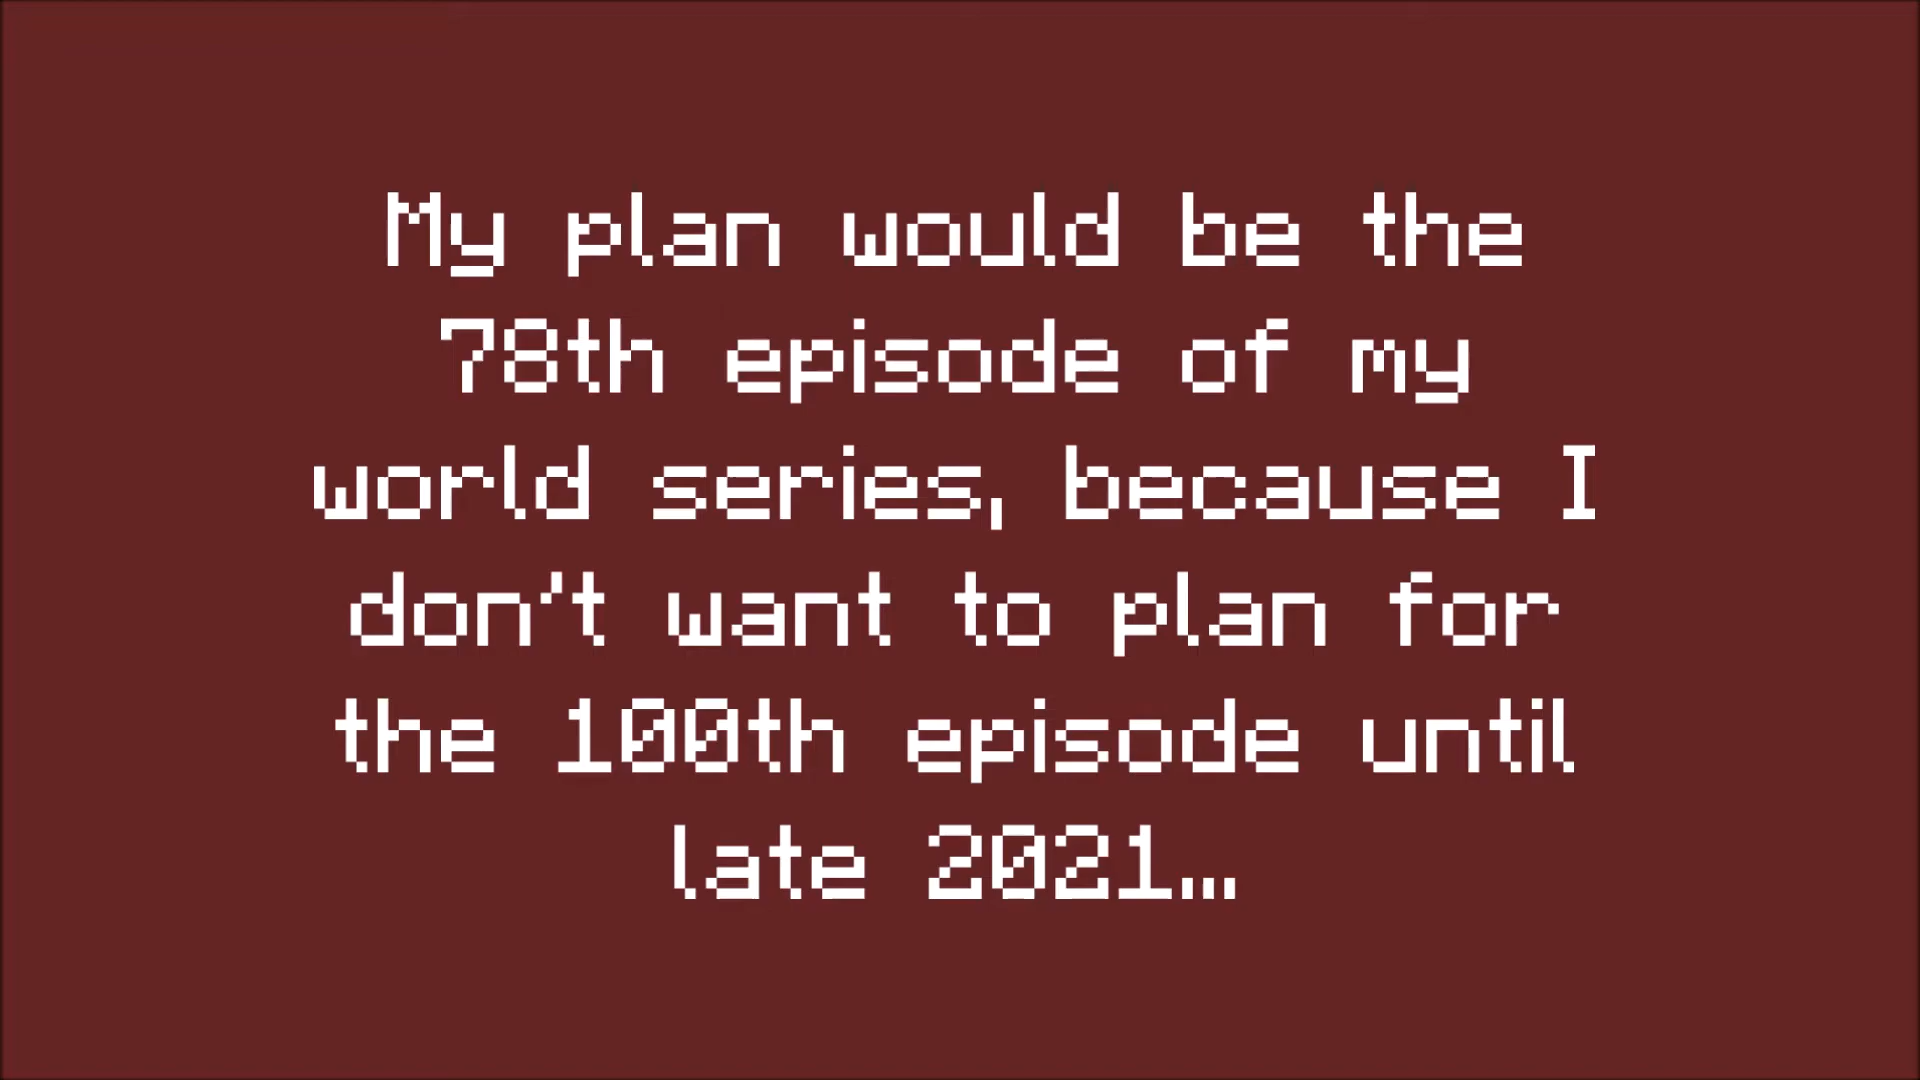 My plan would be the
78th episode of my
world series, because I
don't want to plan for
the 100th episode until
late 2021...